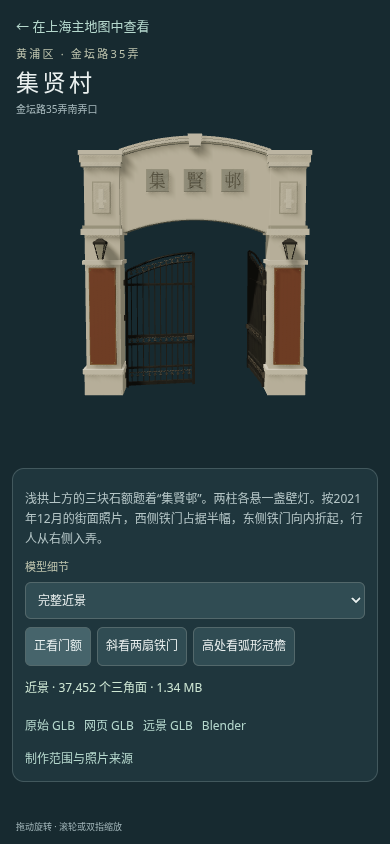 ← 在上海主地图中查看
黄浦区 · 金坛路35弄
集贤村
金坛路35弄南弄口
集 賢 邨
浅拱上方的三块石额题着“集賢邨”。两柱各悬一盏壁灯。按2021
年12月的街面照片，西侧铁门占据半幅，东侧铁门向内折起，行
人从右侧入弄。
模型细节
完整近景
正看门额 斜看两扇铁门 高处看弧形冠檐
近景 · 37,452 个三角面 · 1.34 MB
原始 GLB 网页 GLB 远景 GLB Blender
制作范围与照片来源
拖动旋转 · 滚轮或双指缩放